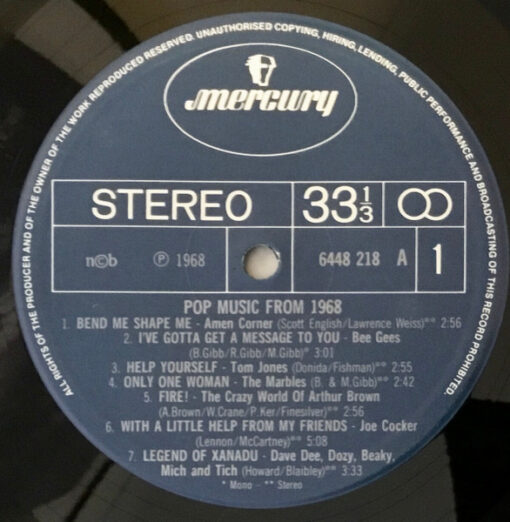 ALL RIGHTS OF THE PRODUCER AND OF THE OWNER OF THE WORK REPRODUCED RESERVED. UNAUTHORISED COPYING, HIRING, LENDING, PUBLIC PERFORMANCE AND BROADCASTING OF THIS RECORD PROHIBITED.
mercury
STEREO 33 1/3
n©b ℗ 1968 6448 218 A 1
POP MUSIC FROM 1968
1. BEND ME SHAPE ME - Amen Corner (Scott English/Lawrence Weiss)** 2:56
2. I'VE GOTTA GET A MESSAGE TO YOU - Bee Gees
(B.Gibb/R.Gibb/M.Gibb)* 3:01
3. HELP YOURSELF - Tom Jones (Donida/Fishman)** 2:55
4. ONLY ONE WOMAN - The Marbles (B. & M.Gibb)** 2:42
5. FIRE! - The Crazy World Of Arthur Brown
(A.Brown/W.Crane/P.Ker/Finesilver)** 2:56
6. WITH A LITTLE HELP FROM MY FRIENDS - Joe Cocker
(Lennon/McCartney)** 5:08
7. LEGEND OF XANADU - Dave Dee, Dozy, Beaky,
Mich and Tich (Howard/Blaibley)** 3:33
* Mono - ** Stereo